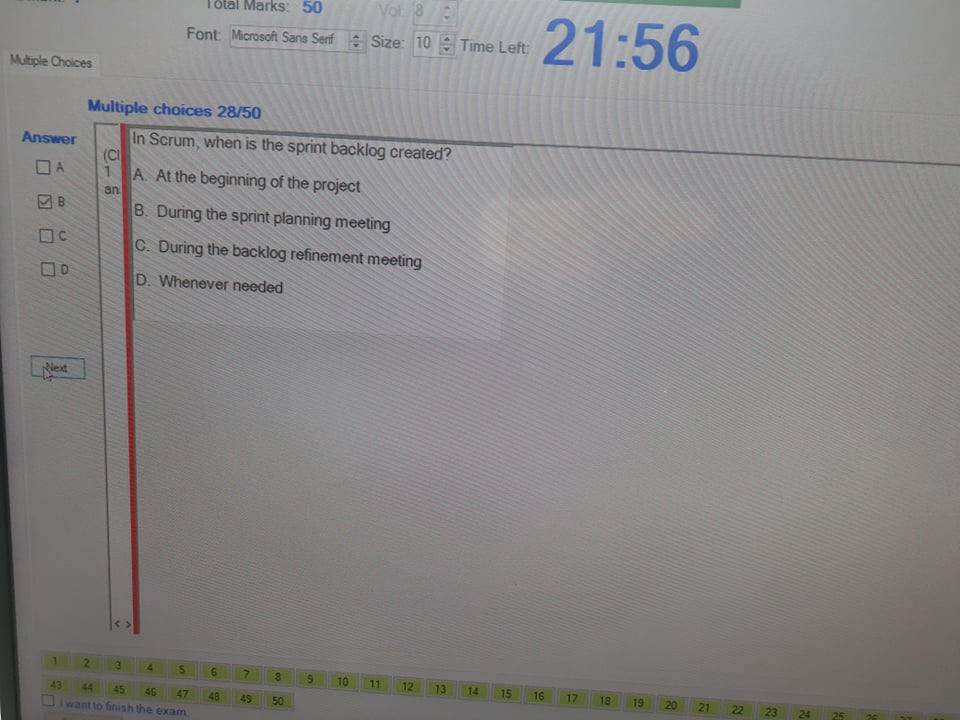 Total Marks: 50
Vol: 8
Font: Microsoft Sans Serif Size: 10 Time Left: 21:56
Multiple Choices
Multiple choices 28/50
Answer
A
B
C
D
Next
(Cl
1
an
In Scrum, when is the sprint backlog created?
A. At the beginning of the project
B. During the sprint planning meeting
C. During the backlog refinement meeting
D. Whenever needed
< >
1 2 3 4 5 6 7 8 9 10 11 12 13 14 15 16 17 18 19 20 21 22 23 24 25
43 44 45 46 47 48 49 50
I want to finish the exam.